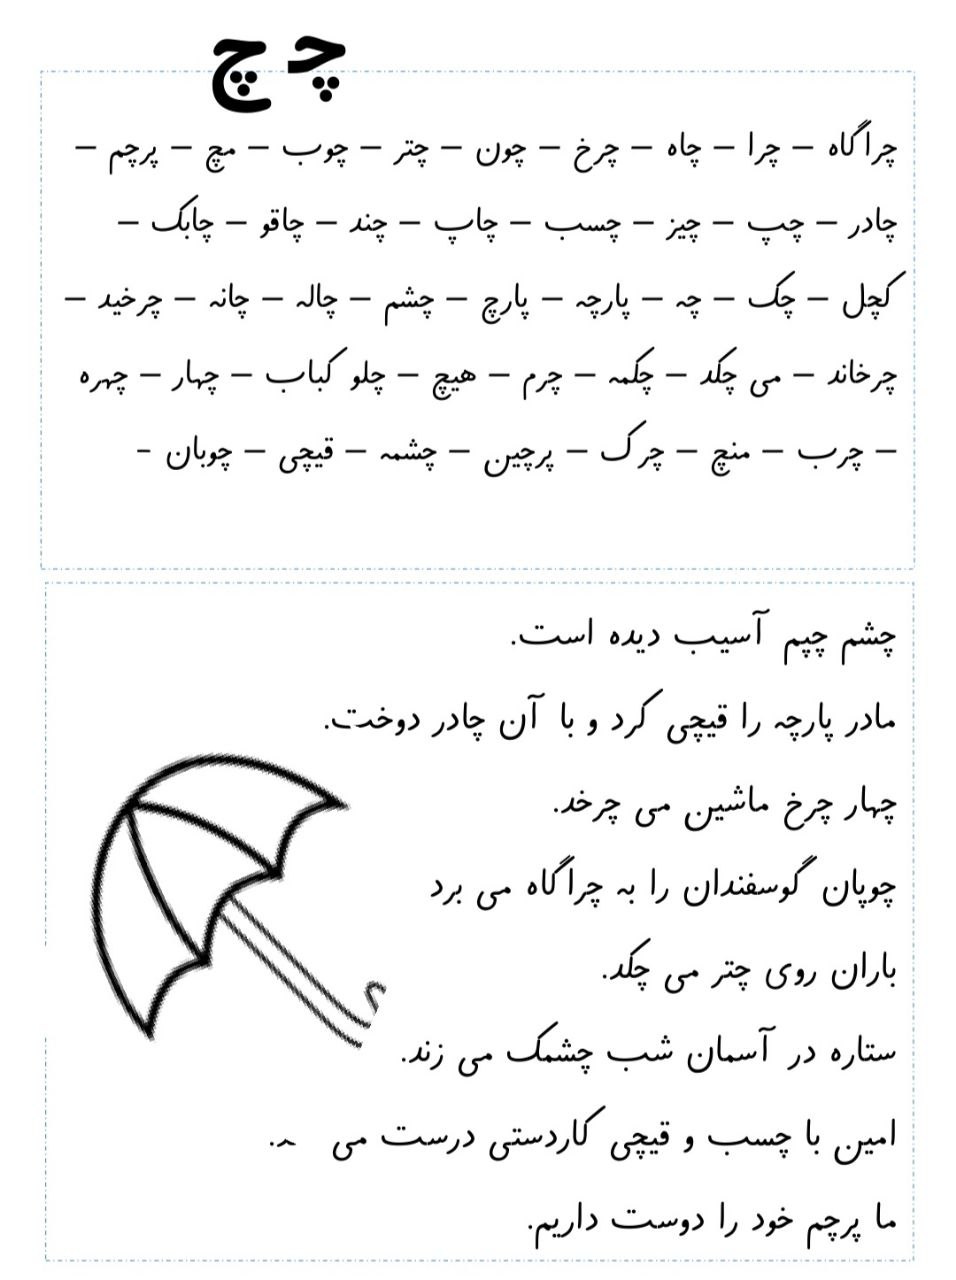 چ چ
چراگاه – چرا – چاه – چرخ – چون – چتر – چوب – مچ – پرچم –
چادر – چپ – چیز – چسب – چاپ – چند – چاقو – چابک –
کچل – چک – چه – پارچه – پارچ – چشم – چاله – چانه – چرخید –
چرخاند – می چکد – چکمه – چرم – هیچ – چلو کباب – چهار – چهره
– چرب – منچ – چرک – پرچین – چشمه – قیچی – چوبان -
چشم چپم آسیب دیده است.
مادر پارچه را قیچی کرد و با آن چادر دوخت.
چهار چرخ ماشین می چرخد.
چوپان گوسفندان را به چراگاه می برد
باران روی چتر می چکد.
ستاره در آسمان شب چشمک می زند.
امین با چسب و قیچی کاردستی درست می
ما پرچم خود را دوست داریم.